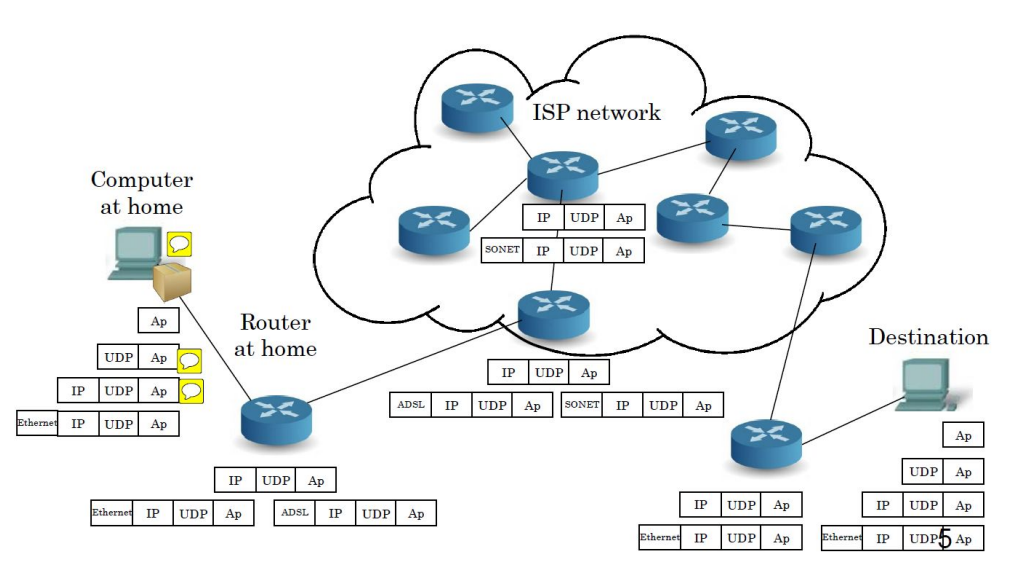 ISP network
Computer
at home
IP UDP Ap
SONET IP UDP Ap
Ap
Router
at home
UDP Ap
IP UDP Ap
Ethernet IP UDP Ap
IP UDP Ap
ADSL IP UDP Ap SONET IP UDP Ap
IP UDP Ap
Ethernet IP UDP Ap ADSL IP UDP Ap
Destination
Ap
UDP Ap
IP UDP Ap
Ethernet IP UDP Ap
IP UDP Ap
Ethernet IP UDP Ap
5